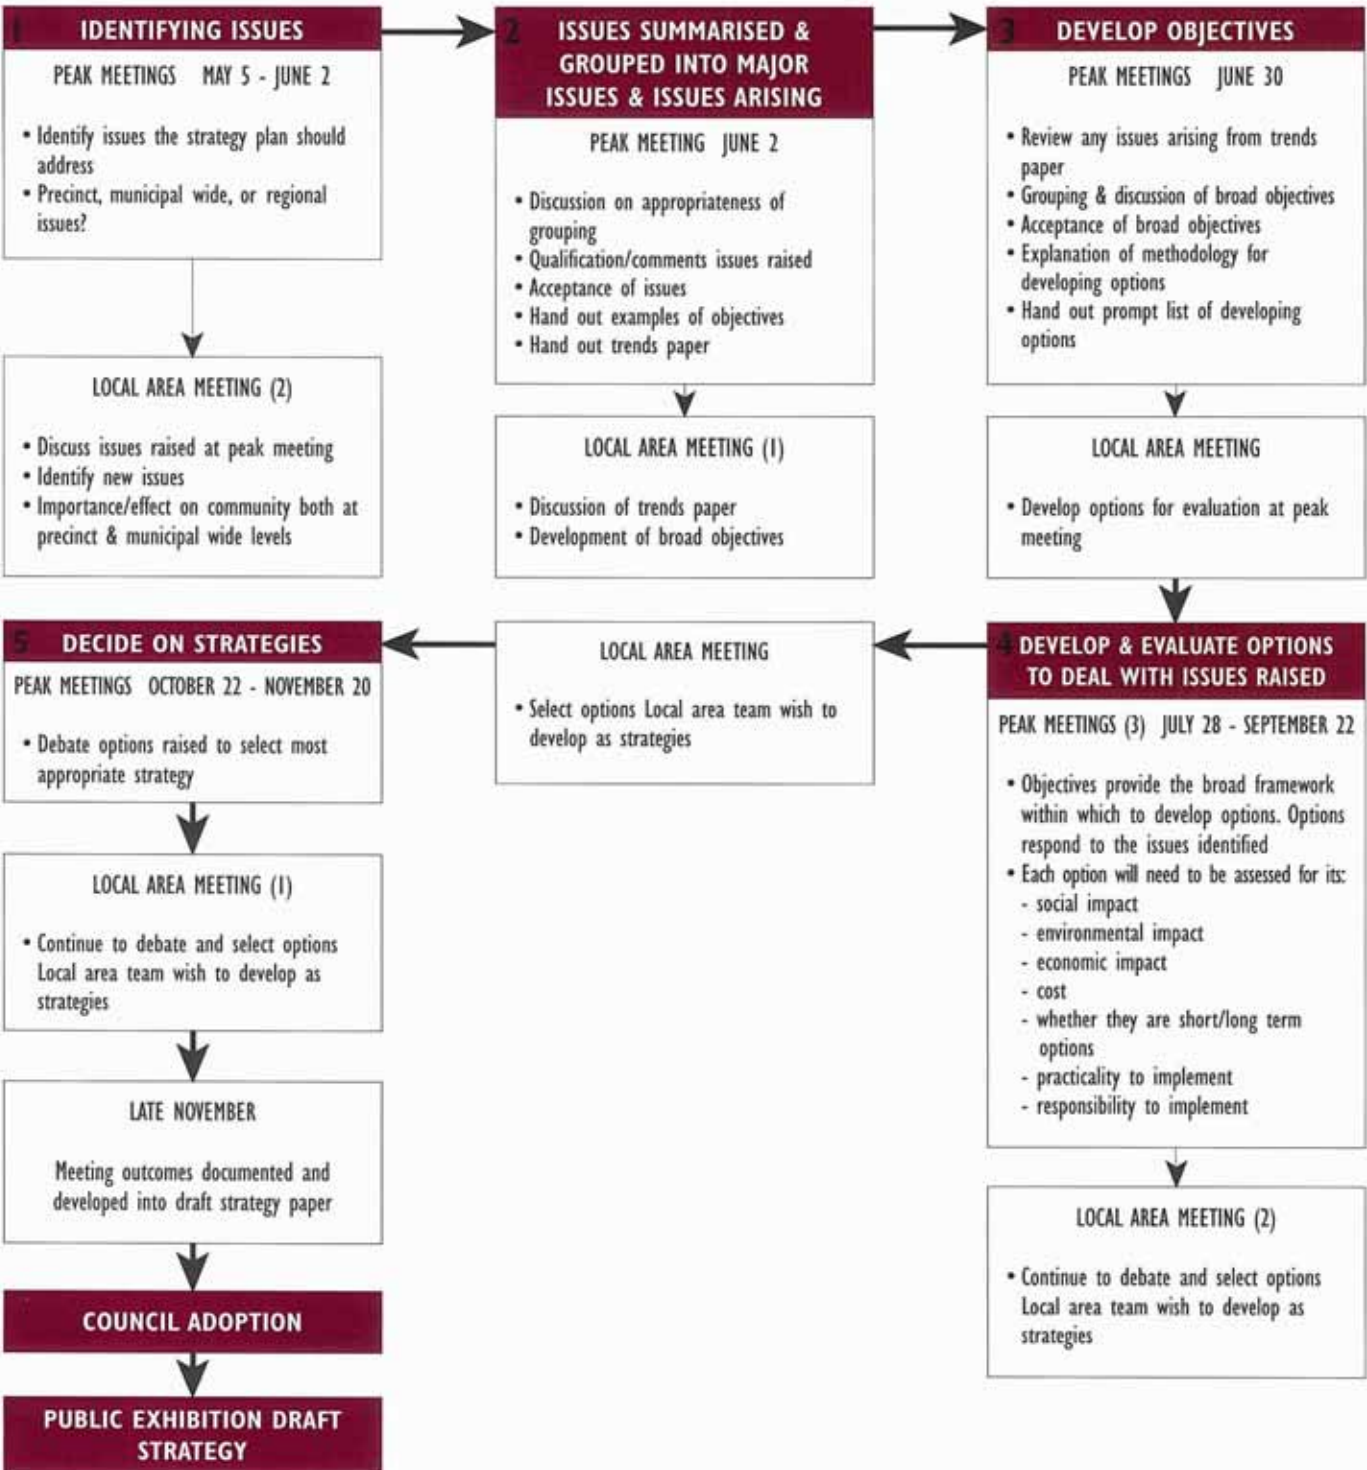 1 IDENTIFYING ISSUES
PEAK MEETINGS MAY 5 - JUNE 2
• Identify issues the strategy plan should
address
• Precinct, municipal wide, or regional
issues?
LOCAL AREA MEETING (2)
• Discuss issues raised at peak meeting
• Identify new issues
• Importance/effect on community both at
precinct & municipal wide levels
2 ISSUES SUMMARISED &
GROUPED INTO MAJOR
ISSUES & ISSUES ARISING
PEAK MEETING JUNE 2
• Discussion on appropriateness of
grouping
• Qualification/comments issues raised
• Acceptance of issues
• Hand out examples of objectives
• Hand out trends paper
LOCAL AREA MEETING (1)
• Discussion of trends paper
• Development of broad objectives
3 DEVELOP OBJECTIVES
PEAK MEETINGS JUNE 30
• Review any issues arising from trends
paper
• Grouping & discussion of broad objectives
• Acceptance of broad objectives
• Explanation of methodology for
developing options
• Hand out prompt list of developing
options
LOCAL AREA MEETING
• Develop options for evaluation at peak
meeting
4 DEVELOP & EVALUATE OPTIONS
TO DEAL WITH ISSUES RAISED
PEAK MEETINGS (3) JULY 28 - SEPTEMBER 22
• Objectives provide the broad framework
within which to develop options. Options
respond to the issues identified
• Each option will need to be assessed for its:
- social impact
- environmental impact
- economic impact
- cost
- whether they are short/long term
options
- practicality to implement
- responsibility to implement
LOCAL AREA MEETING (2)
• Continue to debate and select options
Local area team wish to develop as
strategies
LOCAL AREA MEETING
• Select options Local area team wish to
develop as strategies
5 DECIDE ON STRATEGIES
PEAK MEETINGS OCTOBER 22 - NOVEMBER 20
• Debate options raised to select most
appropriate strategy
LOCAL AREA MEETING (1)
• Continue to debate and select options
Local area team wish to develop as
strategies
LATE NOVEMBER
Meeting outcomes documented and
developed into draft strategy paper
COUNCIL ADOPTION
PUBLIC EXHIBITION DRAFT
STRATEGY